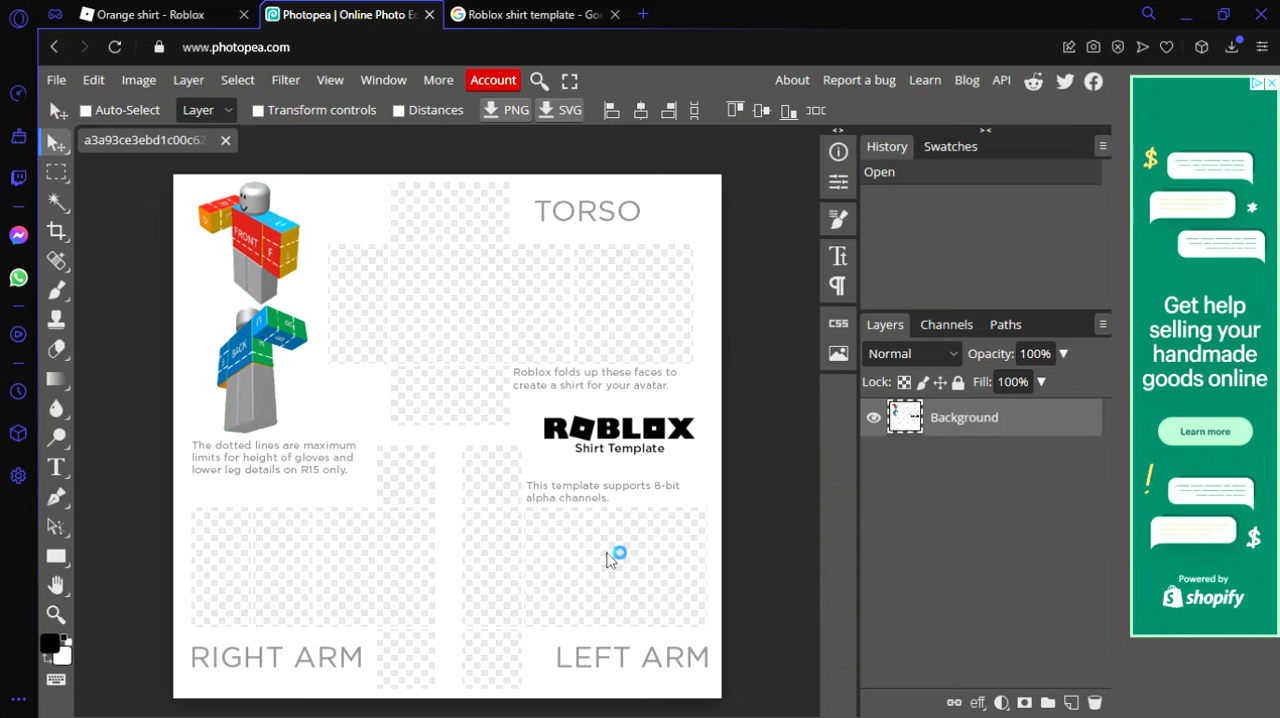 Orange shirt - Roblox
Photopea | Online Photo Ed
Roblox shirt template - Goo
www.photopea.com
File Edit Image Layer Select Filter View Window More Account
About Report a bug Learn Blog API
Auto-Select Layer Transform controls Distances PNG SVG
a3a93ce3ebd1c00c62
History Swatches
Open
CSS
Layers Channels Paths
Normal Opacity: 100%
Lock: Fill: 100%
Background
eff
TORSO
FRONT
BACK
Roblox folds up these faces to
create a shirt for your avatar.
ROBLOX
Shirt Template
The dotted lines are maximum
limits for height of gloves and
lower leg details on R15 only.
This template supports 8-bit
alpha channels.
RIGHT ARM
LEFT ARM
Get help
selling your
handmade
goods online
Learn more
Powered by
shopify